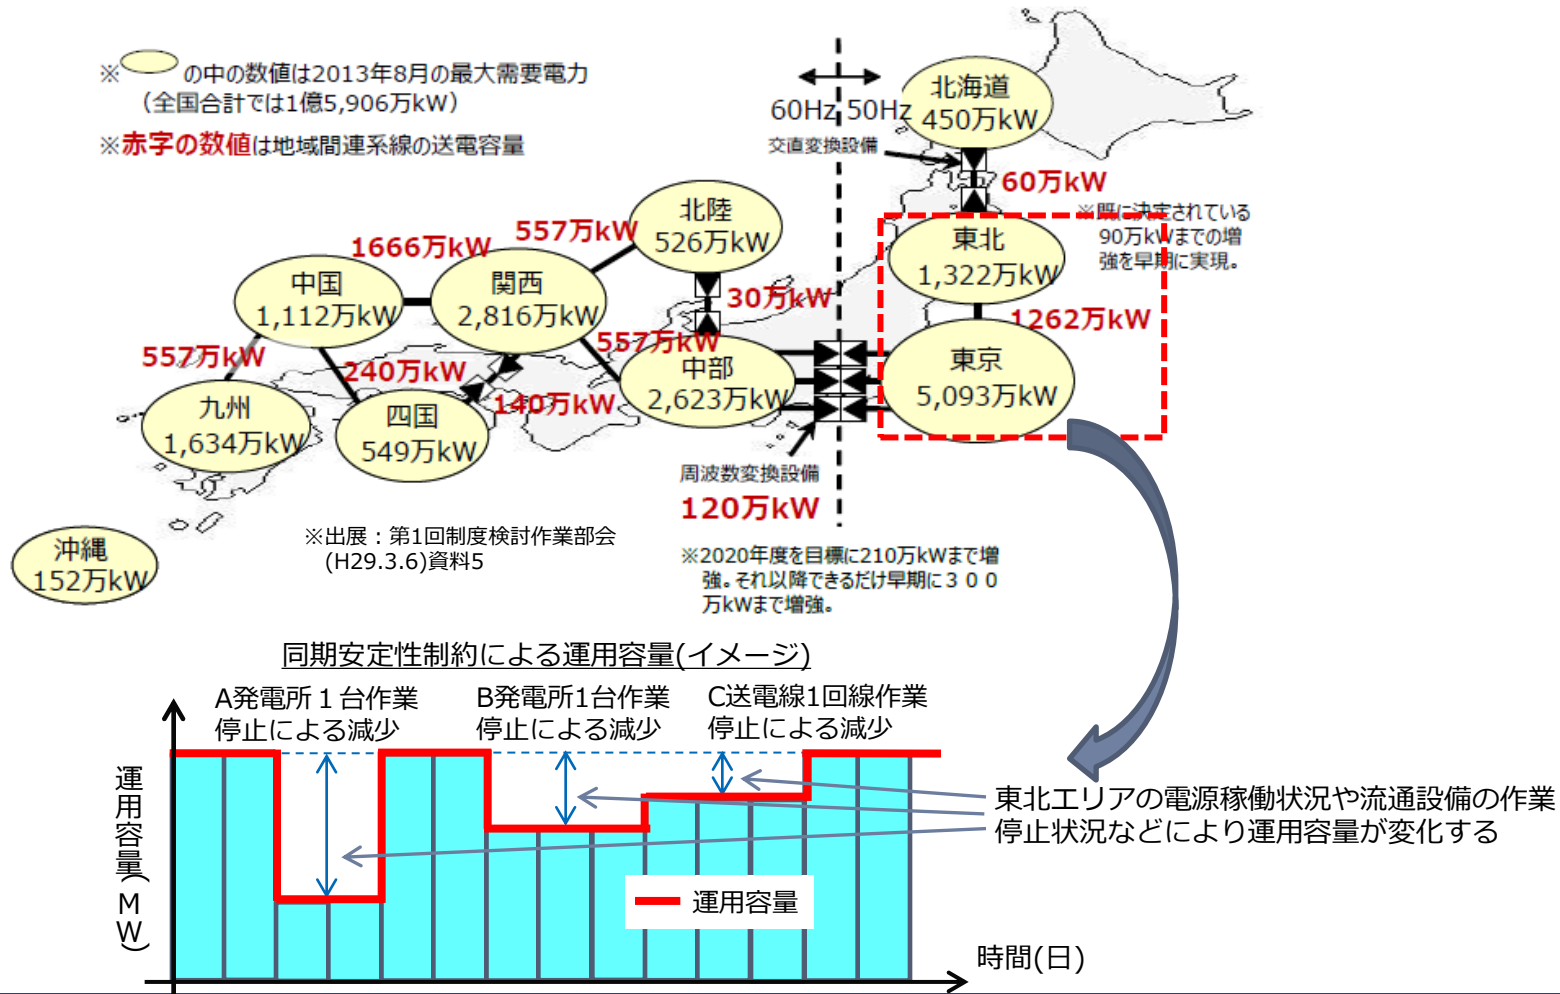 ※ の中の数値は2013年8月の最大需要電力
（全国合計では1億5,906万kW）
※赤字の数値は地域間連系線の送電容量
60Hz 50Hz
交直変換設備
北海道
450万kW
60万kW
※既に決定されている
90万kWまでの増
強を早期に実現。
東北
1,322万kW
1262万kW
東京
5,093万kW
北陸
526万kW
557万kW
30万kW
1666万kW
関西
2,816万kW
中国
1,112万kW
557万kW
中部
2,623万kW
557万kW
240万kW
140万kW
九州
1,634万kW
四国
549万kW
周波数変換設備
120万kW
※2020年度を目標に210万kWまで増
強。それ以降できるだけ早期に３００
万kWまで増強。
※出展：第1回制度検討作業部会
(H29.3.6)資料5
沖縄
152万kW
同期安定性制約による運用容量(イメージ)
A発電所１台作業
停止による減少
B発電所1台作業
停止による減少
C送電線1回線作業
停止による減少
運用容量(MW)
東北エリアの電源稼働状況や流通設備の作業
停止状況などにより運用容量が変化する
運用容量
時間(日)